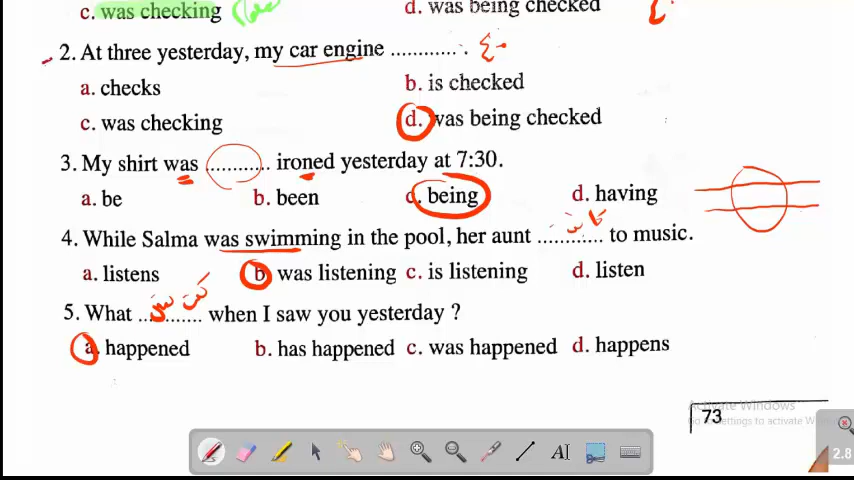 c. was checking d. was being checked
2. At three yesterday, my car engine ............ .
a. checks b. is checked
c. was checking d. was being checked
3. My shirt was ............ ironed yesterday at 7:30.
a. be b. been c. being d. having
4. While Salma was swimming in the pool, her aunt ............ to music.
a. listens b. was listening c. is listening d. listen
5. What ............ when I saw you yesterday ?
a. happened b. has happened c. was happened d. happens
Activate Windows
73
2.8